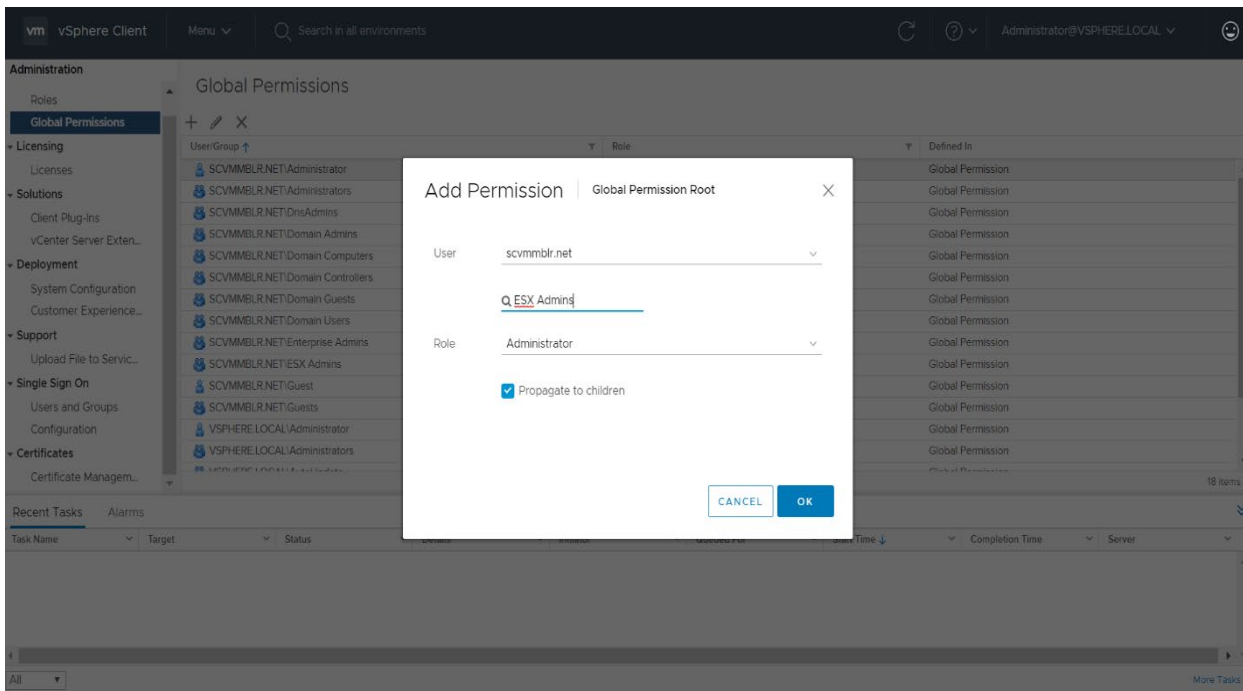 vm vSphere Client Menu Search in all environments Administrator@VSPHERE.LOCAL
Administration
Roles
Global Permissions
Licensing
Licenses
Solutions
Client Plug-Ins
vCenter Server Exten...
Deployment
System Configuration
Customer Experience...
Support
Upload File to Servic...
Single Sign On
Users and Groups
Configuration
Certificates
Certificate Managem...
Global Permissions
User/Group Role Defined In
SCVMMBLR.NET\Administrator Global Permission
SCVMMBLR.NET\Administrators Global Permission
SCVMMBLR.NET\DnsAdmins Global Permission
SCVMMBLR.NET\Domain Admins Global Permission
SCVMMBLR.NET\Domain Computers Global Permission
SCVMMBLR.NET\Domain Controllers Global Permission
SCVMMBLR.NET\Domain Guests Global Permission
SCVMMBLR.NET\Domain Users Global Permission
SCVMMBLR.NET\Enterprise Admins Global Permission
SCVMMBLR.NET\ESX Admins Global Permission
SCVMMBLR.NET\Guest Global Permission
SCVMMBLR.NET\Guests Global Permission
VSPHERE.LOCAL\Administrator Global Permission
VSPHERE.LOCAL\Administrators Global Permission
18 items
Add Permission Global Permission Root
User scvmmblr.net
ESX Admins
Role Administrator
Propagate to children
CANCEL OK
Recent Tasks Alarms
Task Name Target Status Start Time Completion Time Server
All More Tasks